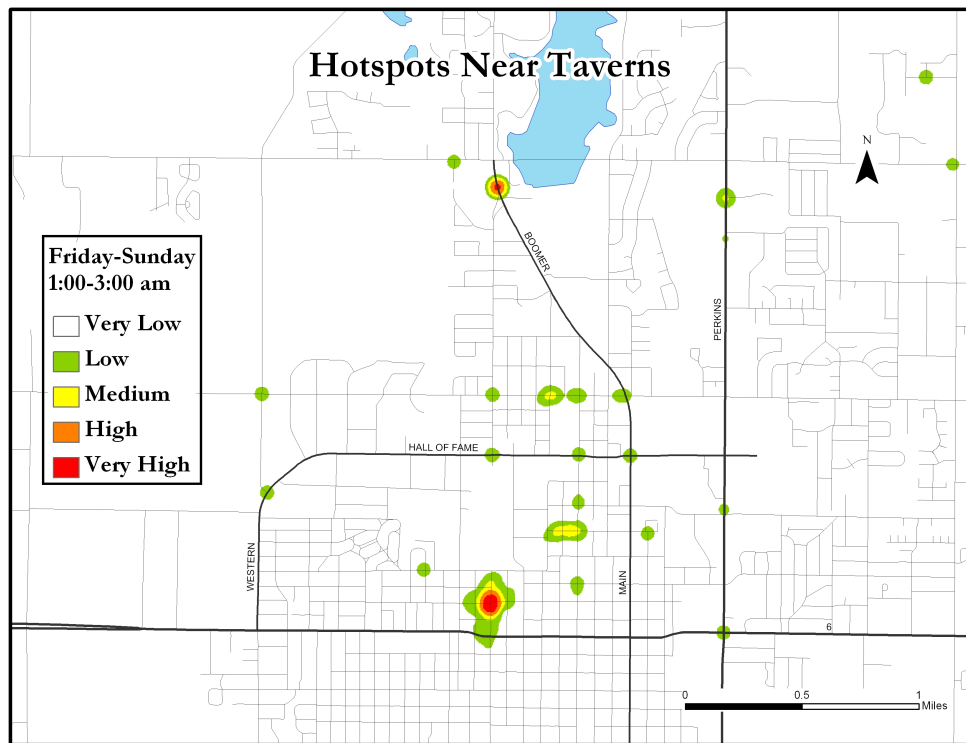 Hotspots Near Taverns
N
Friday-Sunday
1:00-3:00 am
Very Low
Low
Medium
High
Very High
BOOMER
PERKINS
HALL OF FAME
WESTERN
MAIN
6
0 0.5 1
Miles